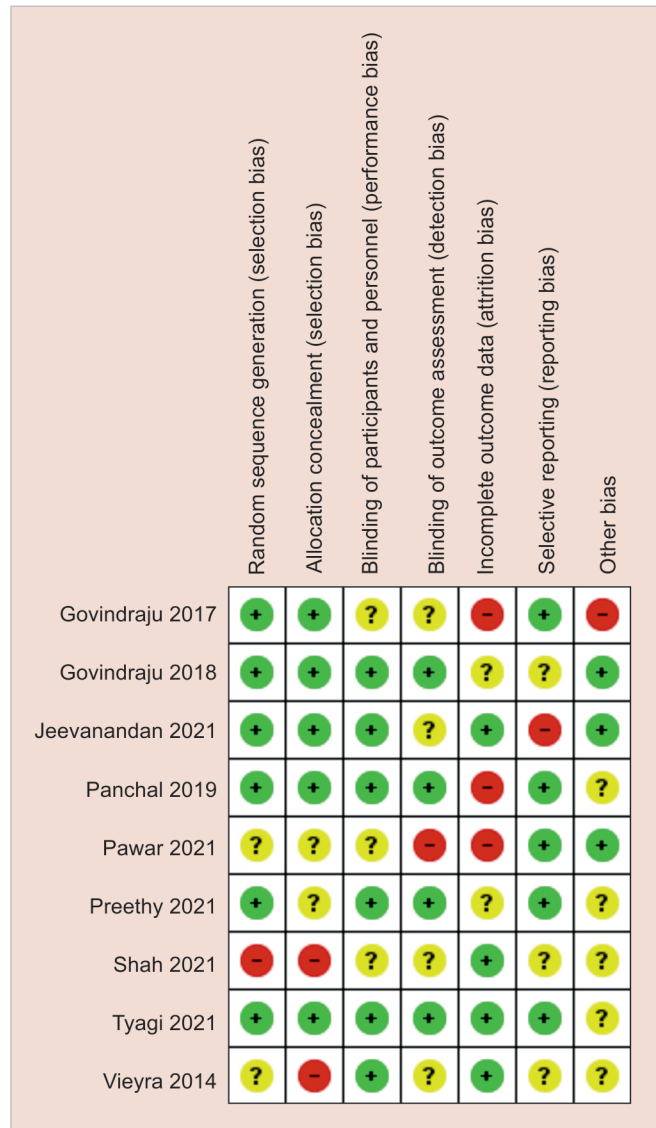 Random sequence generation (selection bias)
Allocation concealment (selection bias)
Blinding of participants and personnel (performance bias)
Blinding of outcome assessment (detection bias)
Incomplete outcome data (attrition bias)
Selective reporting (reporting bias)
Other bias
Govindraju 2017 + + ? ? - + -
Govindraju 2018 + + + + ? ? +
Jeevanandan 2021 + + + ? + - +
Panchal 2019 + + + + - + ?
Pawar 2021 ? ? ? - - + +
Preethy 2021 + ? + + ? + ?
Shah 2021 - - ? ? + ? ?
Tyagi 2021 + + + + + + ?
Vieyra 2014 ? - + ? + ? ?